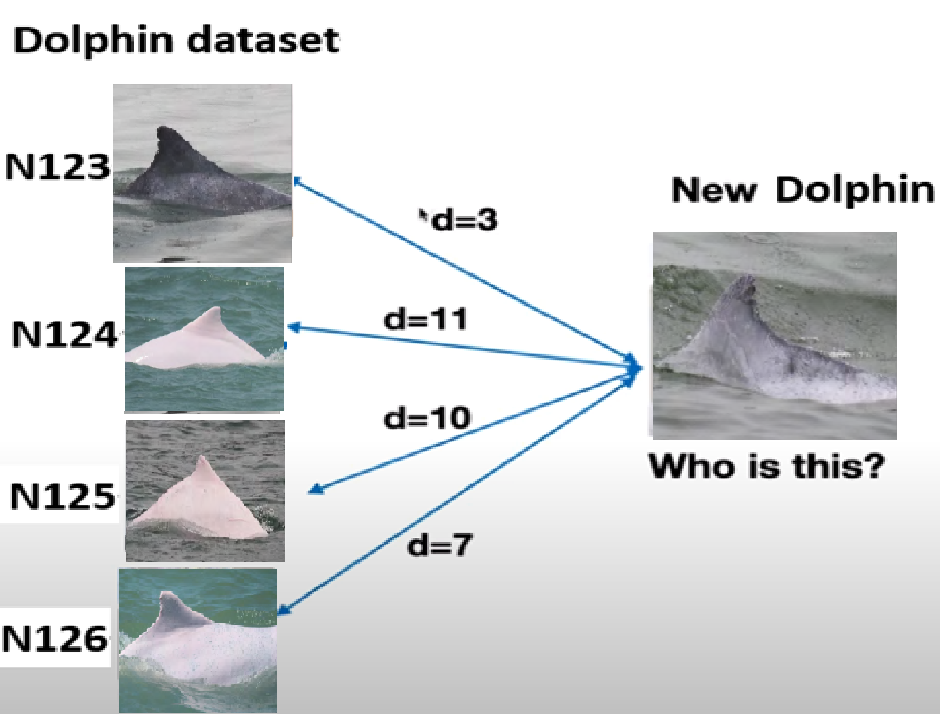 Dolphin dataset
N123
New Dolphin
d=3
d=11
N124
d=10
Who is this?
N125
d=7
N126